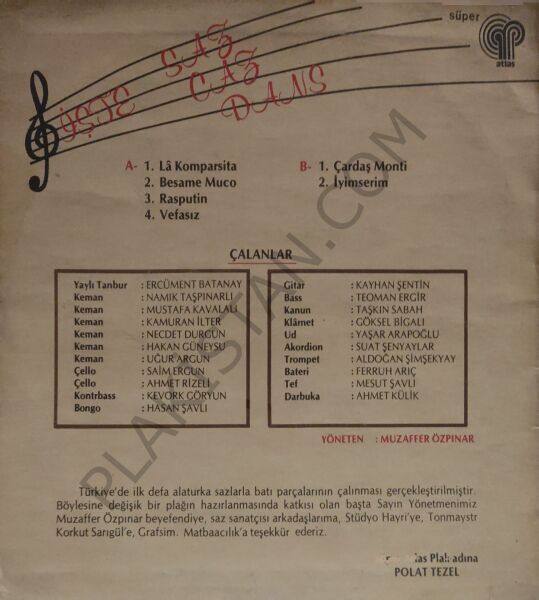 süper
atlas
İŞTE SAZ
CAZ
DANS
A- 1. Lâ Komparsita
2. Besame Muco
3. Rasputin
4. Vefasız
B- 1. Çardaş Monti
2. İyimserim
ÇALANLAR
Yaylı Tanbur : ERCÜMENT BATANAY
Keman : NAMIK TAŞPINARLI
Keman : MUSTAFA KAVALALI
Keman : KAMURAN İLTER
Keman : NECDET DURGUN
Keman : HAKAN GÜNEYSU
Keman : UĞUR ARGUN
Çello : SAİM ERGUN
Çello : AHMET RİZELİ
Kontrbass : KEVORK GÖRYUN
Bongo : HASAN ŞAVLI
Gitar : KAYHAN ŞENTİN
Bass : TEOMAN ERGİR
Kanun : TAŞKIN SABAH
Klârnet : GÖKSEL BİGALI
Ud : YAŞAR ARAPOĞLU
Akordion : SUAT ŞENYAYLAR
Trompet : ALDOĞAN ŞİMŞEKYAY
Bateri : FERRUH ARIÇ
Tef : MESUT ŞAVLI
Darbuka : AHMET KÜLİK
YÖNETEN : MUZAFFER ÖZPINAR
Türkiye'de ilk defa alaturka sazlarla batı parçalarının çalınması gerçekleştirilmiştir.
Böylesine değişik bir plağın hazırlanmasında katkısı olan başta Sayın Yönetmenimiz
Muzaffer Özpınar beyefendiye, saz sanatçısı arkadaşlarıma, Stüdyo Hayri'ye, Tonmaystr
Korkut Sarıgül'e, Grafsim. Matbaacılık'a teşekkür ederiz.
Plak adına
POLAT TEZEL
PLAKISTAN.COM